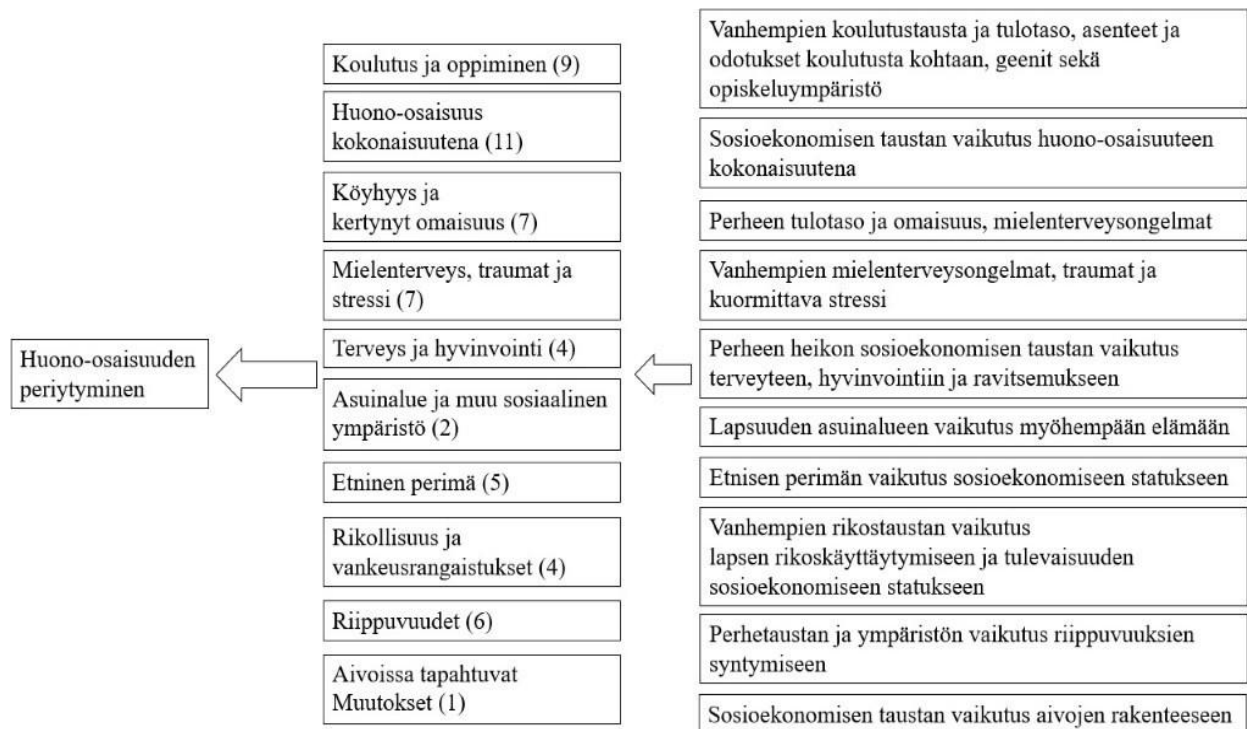 Huono-osaisuuden
periytyminen
Koulutus ja oppiminen (9)
Huono-osaisuus
kokonaisuutena (11)
Köyhyys ja
kertynyt omaisuus (7)
Mielenterveys, traumat ja
stressi (7)
Terveys ja hyvinvointi (4)
Asuinalue ja muu sosiaalinen
ympäristö (2)
Etninen perimä (5)
Rikollisuus ja
vankeusrangaistukset (4)
Riippuvuudet (6)
Aivoissa tapahtuvat
Muutokset (1)
Vanhempien koulutustausta ja tulotaso, asenteet ja
odotukset koulutusta kohtaan, geenit sekä
opiskeluympäristö
Sosioekonomisen taustan vaikutus huono-osaisuuteen
kokonaisuutena
Perheen tulotaso ja omaisuus, mielenterveysongelmat
Vanhempien mielenterveysongelmat, traumat ja
kuormittava stressi
Perheen heikon sosioekonomisen taustan vaikutus
terveyteen, hyvinvointiin ja ravitsemukseen
Lapsuuden asuinalueen vaikutus myöhempään elämään
Etnisen perimän vaikutus sosioekonomiseen statukseen
Vanhempien rikostaustan vaikutus
lapsen rikoskäyttäytymiseen ja tulevaisuuden
sosioekonomiseen statukseen
Perhetaustan ja ympäristön vaikutus riippuvuuksien
syntymiseen
Sosioekonomisen taustan vaikutus aivojen rakenteeseen